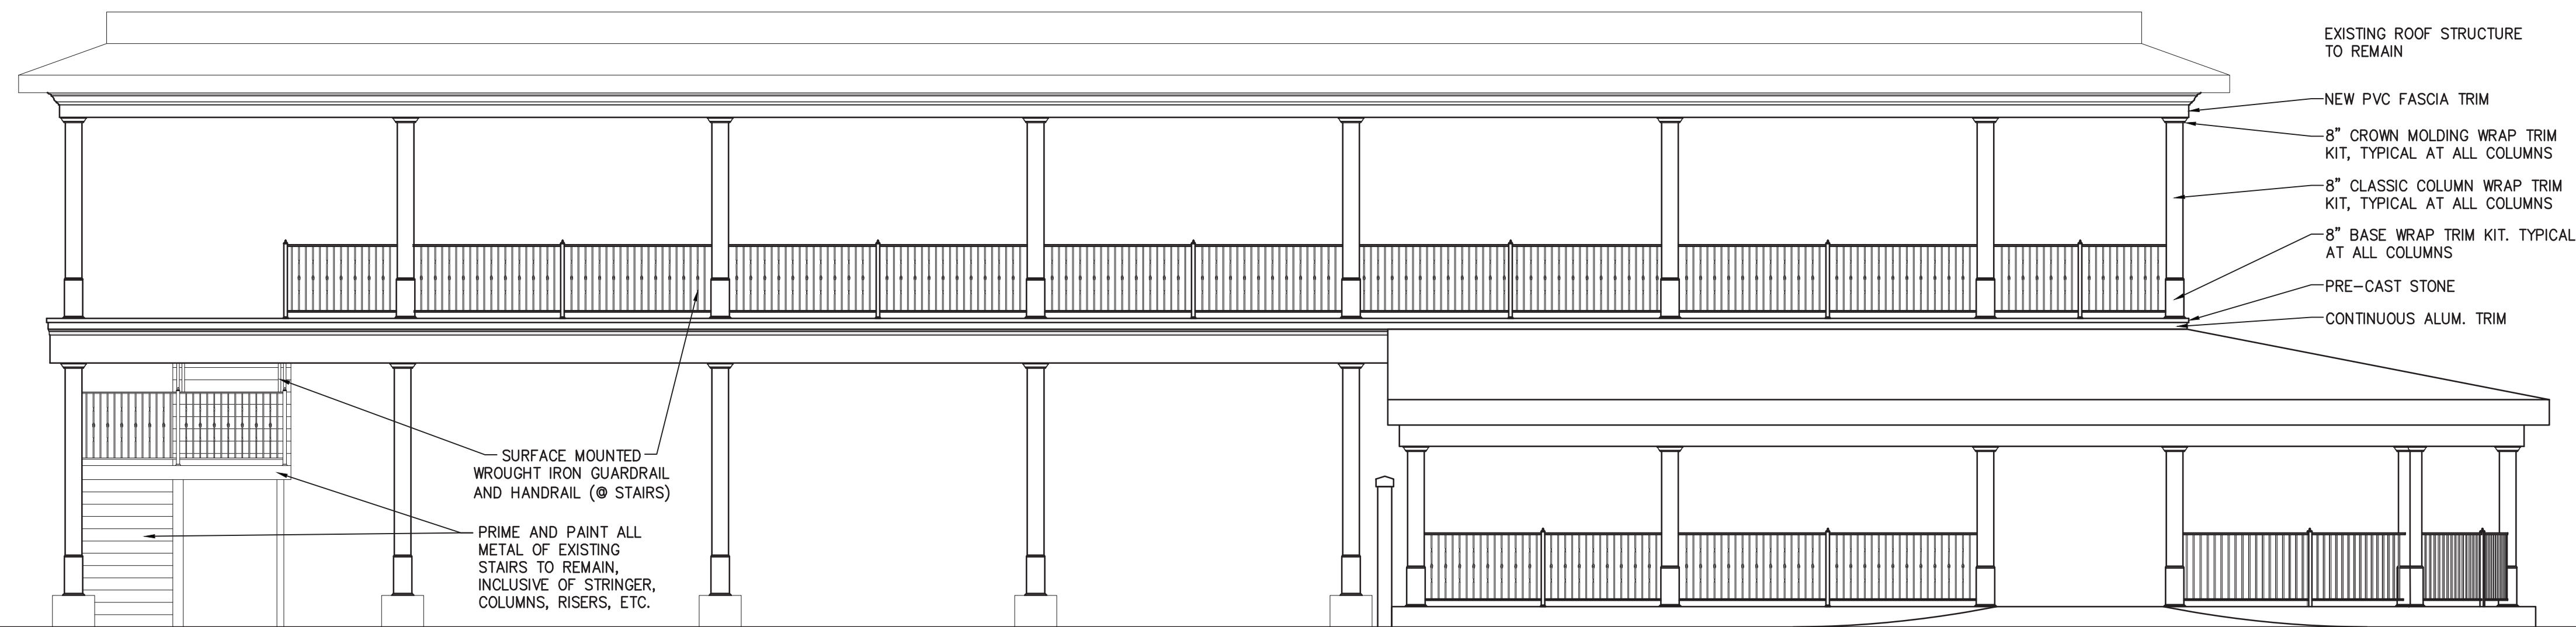 EXISTING ROOF STRUCTURE
TO REMAIN
NEW PVC FASCIA TRIM
8" CROWN MOLDING WRAP TRIM
KIT, TYPICAL AT ALL COLUMNS
8" CLASSIC COLUMN WRAP TRIM
KIT, TYPICAL AT ALL COLUMNS
8" BASE WRAP TRIM KIT. TYPICAL
AT ALL COLUMNS
PRE-CAST STONE
CONTINUOUS ALUM. TRIM
SURFACE MOUNTED
WROUGHT IRON GUARDRAIL
AND HANDRAIL (@ STAIRS)
PRIME AND PAINT ALL
METAL OF EXISTING
STAIRS TO REMAIN,
INCLUSIVE OF STRINGER,
COLUMNS, RISERS, ETC.